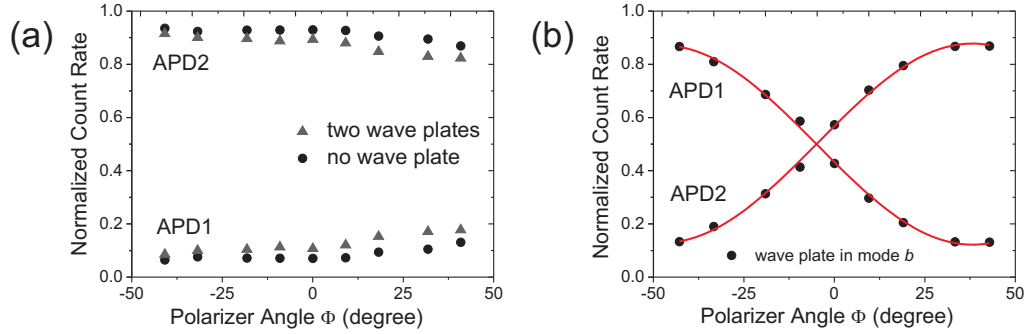 (a)
Normalized Count Rate
1.0
0.8
0.6
0.4
0.2
0.0
APD2
two wave plates
no wave plate
APD1
-50
-25
0
25
50
Polarizer Angle Φ (degree)
(b)
Normalized Count Rate
1.0
0.8
0.6
0.4
0.2
0.0
APD1
APD2
wave plate in mode b
-50
-25
0
25
50
Polarizer Angle Φ (degree)